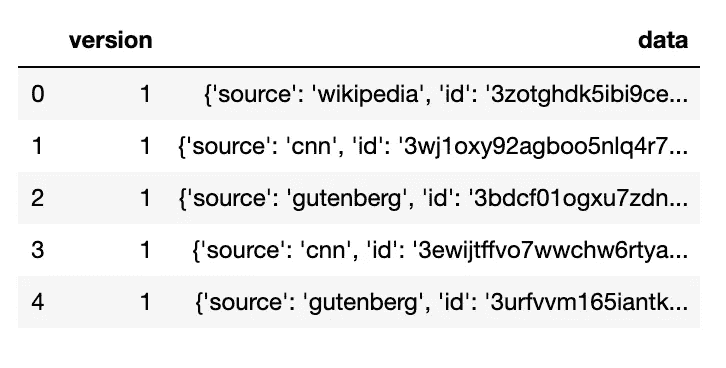 version data
0 1 {'source': 'wikipedia', 'id': '3zotghdk5ibi9ce...
1 1 {'source': 'cnn', 'id': '3wj1oxy92agboo5nlq4r7...
2 1 {'source': 'gutenberg', 'id': '3bdcf01ogxu7zdn...
3 1 {'source': 'cnn', 'id': '3ewijtffvo7wwchw6rtya...
4 1 {'source': 'gutenberg', 'id': '3urfvvm165iantk...